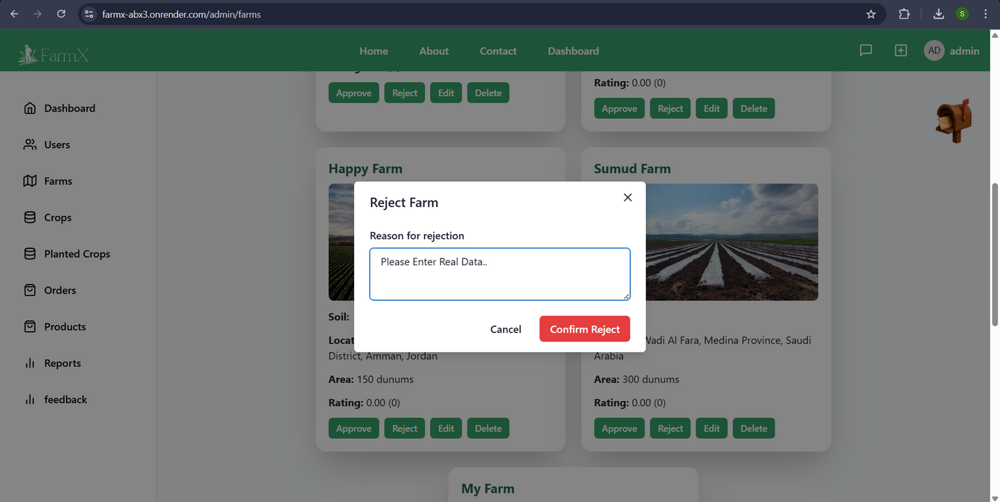 farmx-abx3.onrender.com/admin/farms
S
FarmX
Home About Contact Dashboard
AD admin
Dashboard
Users
Farms
Crops
Planted Crops
Orders
Products
Reports
feedback
Approve Reject Edit Delete
Rating: 0.00 (0)
Approve Reject Edit Delete
Happy Farm
Sumud Farm
Reject Farm
Reason for rejection
Please Enter Real Data..
Cancel Confirm Reject
Soil:
District, Amman, Jordan
Area: 150 dunums
Rating: 0.00 (0)
Approve Reject Edit Delete
Wadi Al Fara, Medina Province, Saudi
Arabia
Area: 300 dunums
Rating: 0.00 (0)
Approve Reject Edit Delete
My Farm